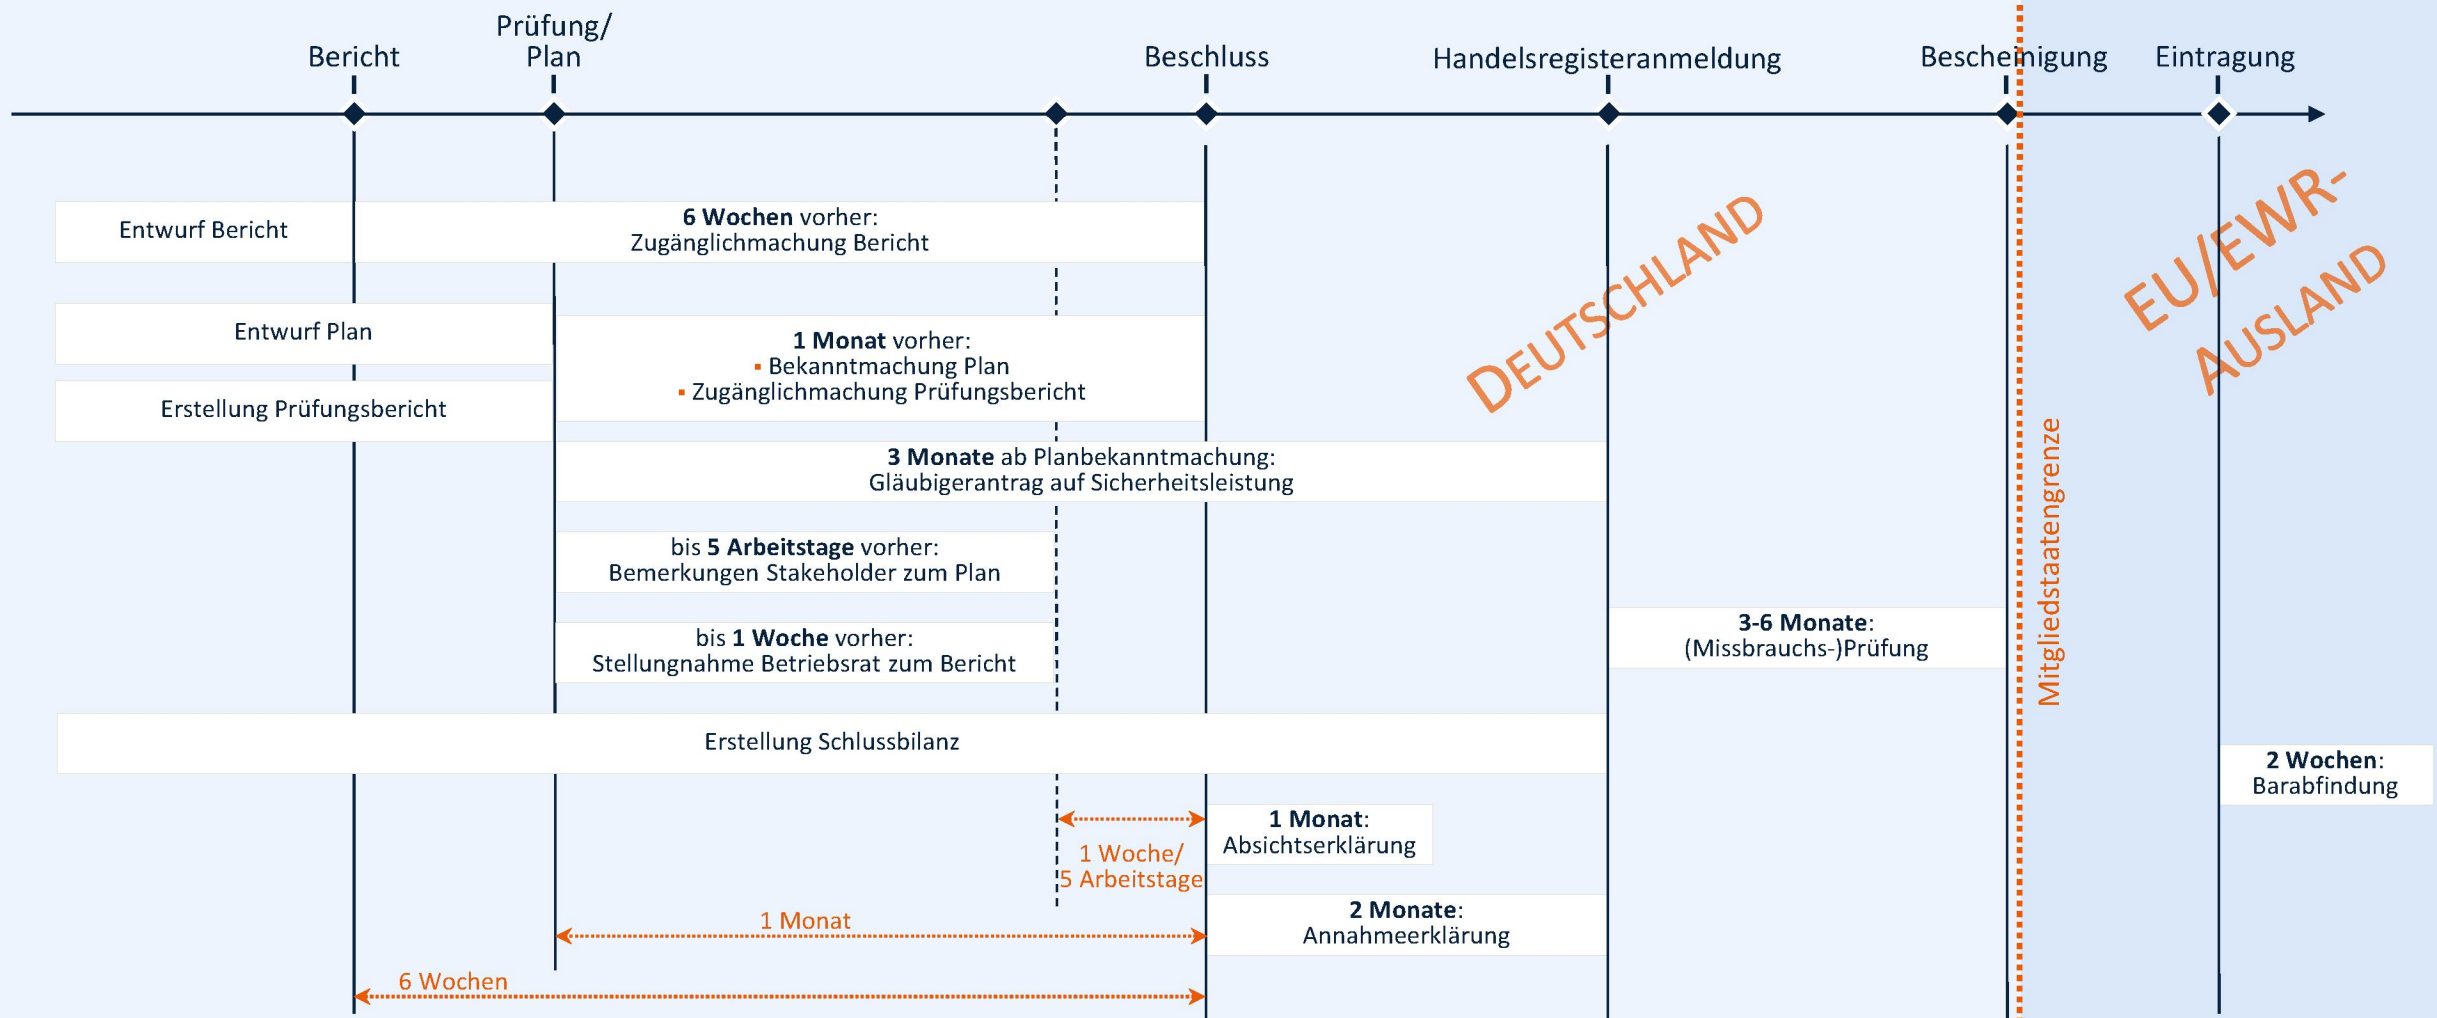 Prüfung/
Plan
Bericht
Beschluss
Handelsregisteranmeldung
Bescheinigung
Eintragung
Entwurf Bericht
6 Wochen vorher:
Zugänglichmachung Bericht
DEUTSCHLAND
EU/EWR-
AUSLAND
Entwurf Plan
1 Monat vorher:
▪ Bekanntmachung Plan
▪ Zugänglichmachung Prüfungsbericht
Erstellung Prüfungsbericht
3 Monate ab Planbekanntmachung:
Gläubigerantrag auf Sicherheitsleistung
Mitgliedstaatengrenze
bis 5 Arbeitstage vorher:
Bemerkungen Stakeholder zum Plan
bis 1 Woche vorher:
Stellungnahme Betriebsrat zum Bericht
3-6 Monate:
(Missbrauchs-)Prüfung
Erstellung Schlussbilanz
2 Wochen:
Barabfindung
1 Monat:
Absichtserklärung
1 Woche/
5 Arbeitstage
2 Monate:
Annahmeerklärung
1 Monat
6 Wochen